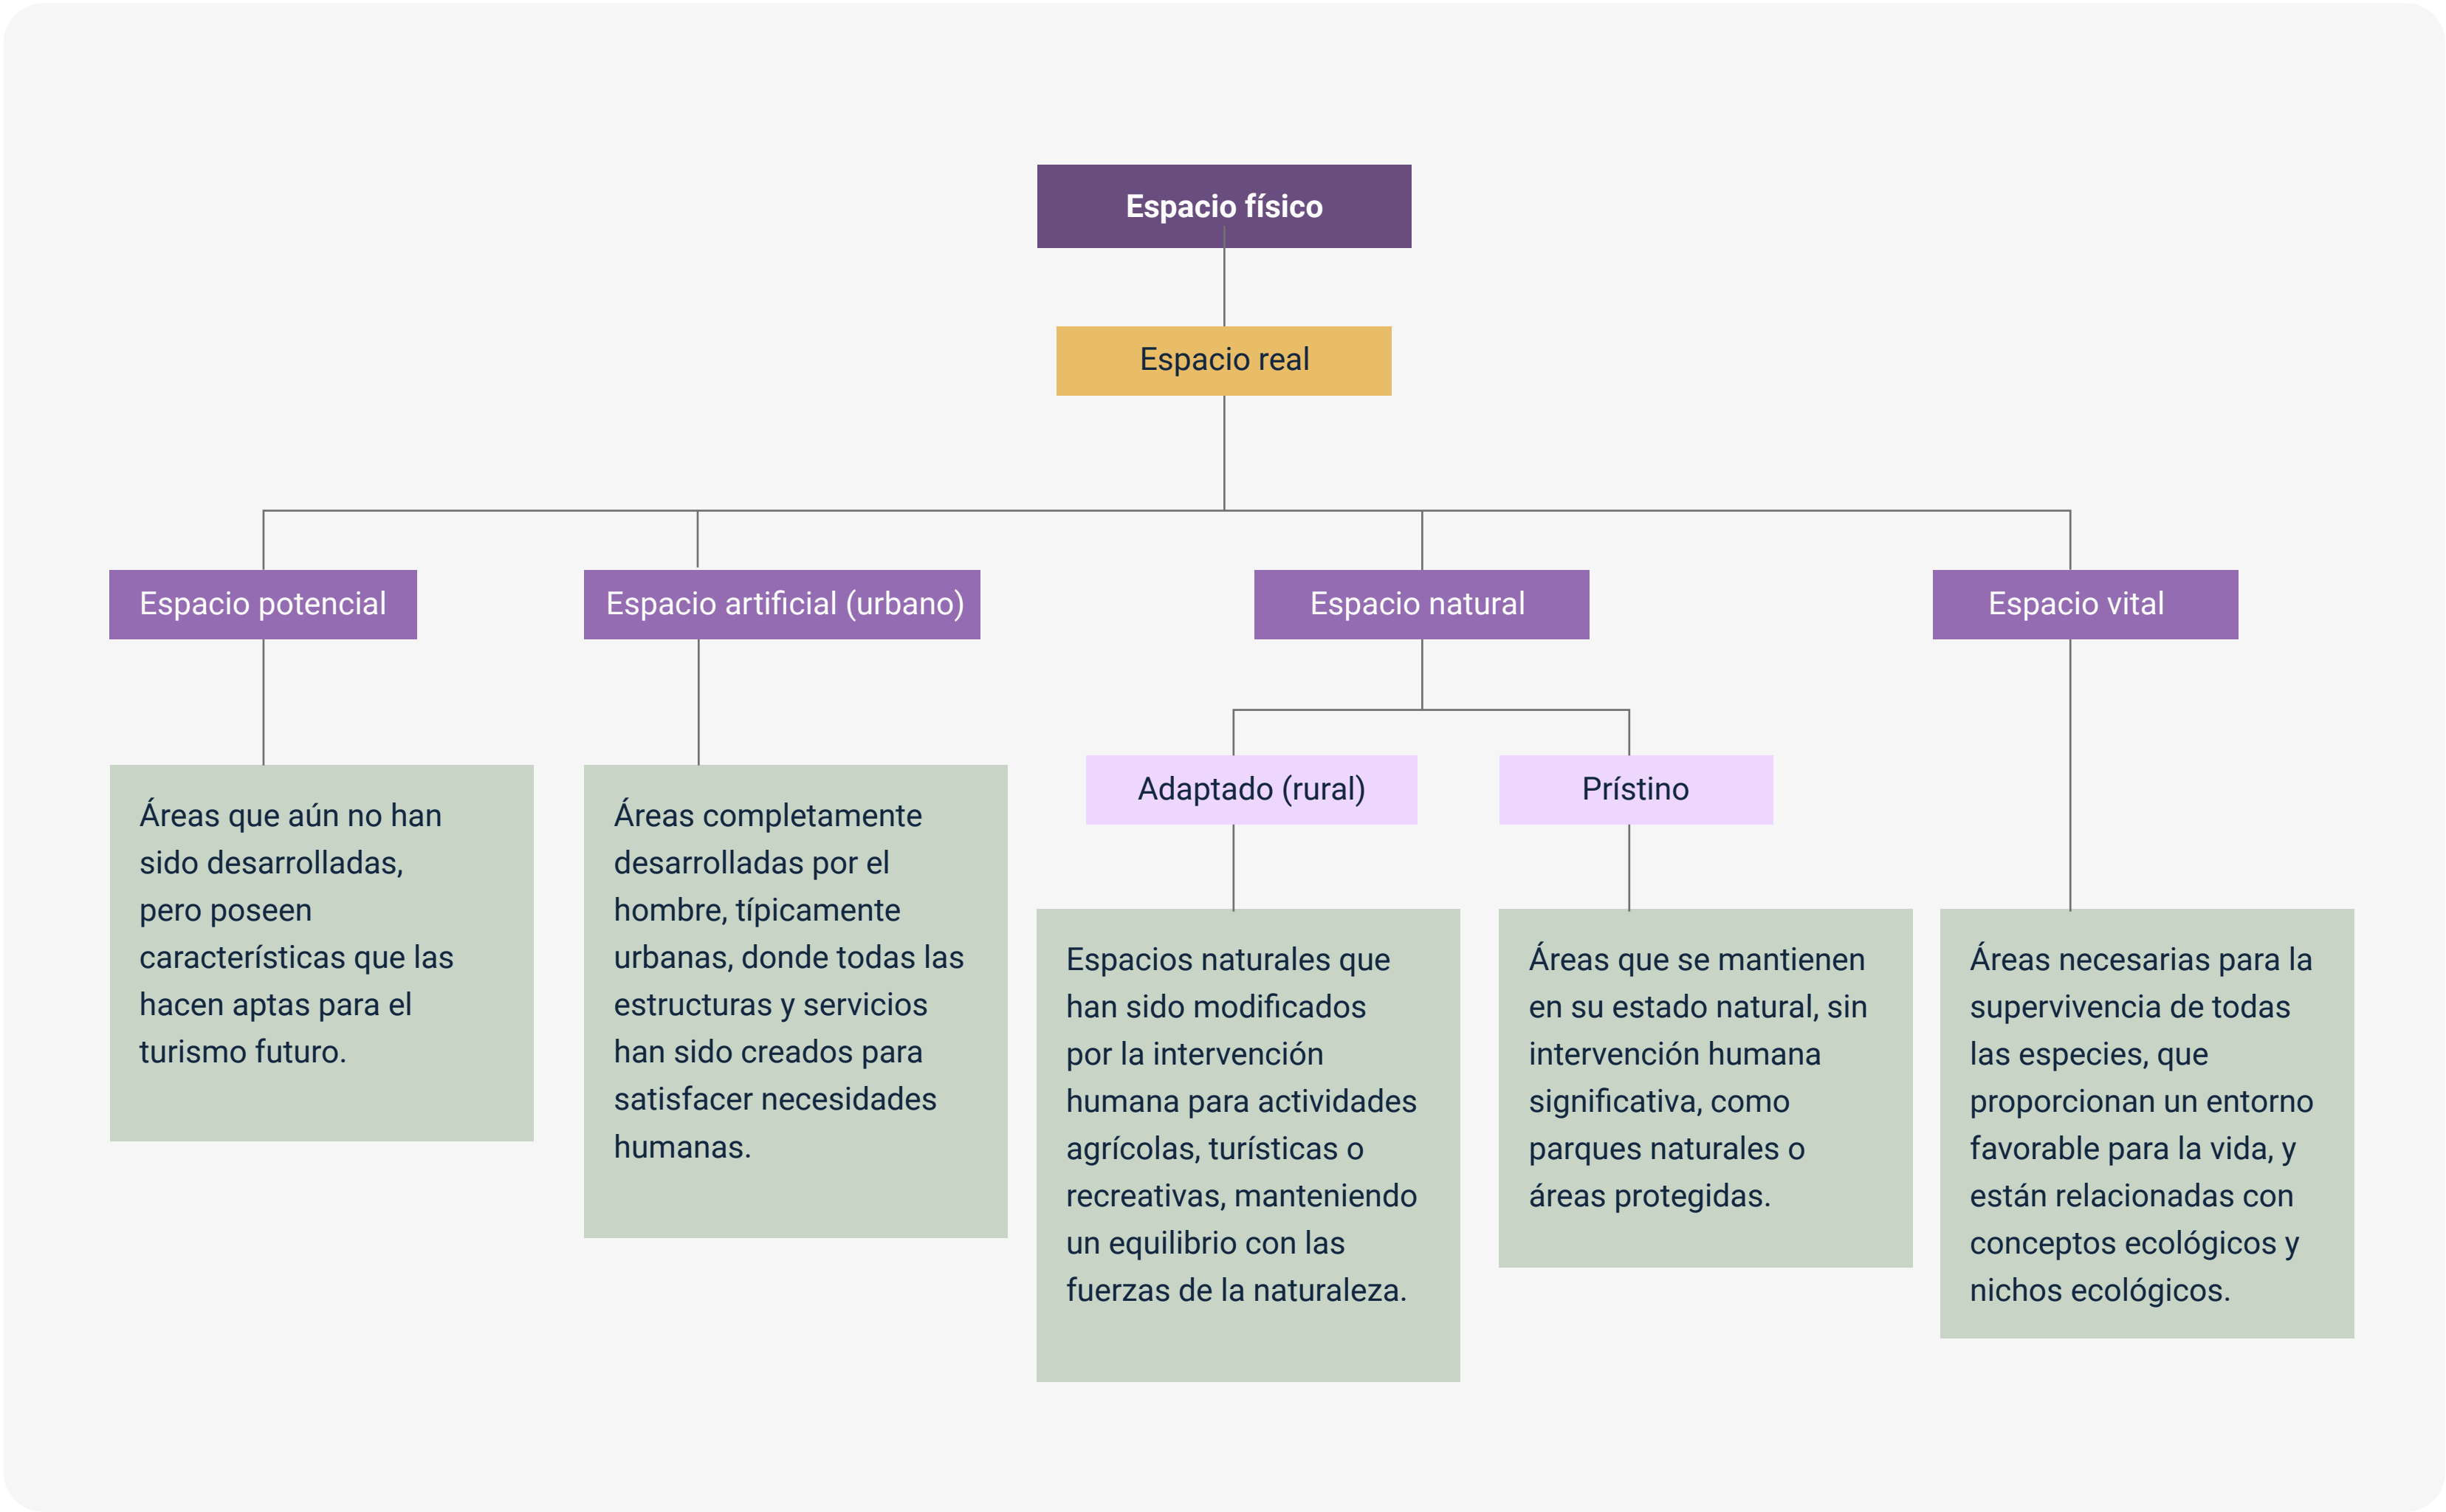 Espacio físico
Espacio real
Espacio potencial
Espacio artificial (urbano)
Espacio natural
Espacio vital
Adaptado (rural)
Prístino
Áreas que aún no han
sido desarrolladas,
pero poseen
características que las
hacen aptas para el
turismo futuro.
Áreas completamente
desarrolladas por el
hombre, típicamente
urbanas, donde todas las
estructuras y servicios
han sido creados para
satisfacer necesidades
humanas.
Espacios naturales que
han sido modificados
por la intervención
humana para actividades
agrícolas, turísticas o
recreativas, manteniendo
un equilibrio con las
fuerzas de la naturaleza.
Áreas que se mantienen
en su estado natural, sin
intervención humana
significativa, como
parques naturales o
áreas protegidas.
Áreas necesarias para la
supervivencia de todas
las especies, que
proporcionan un entorno
favorable para la vida, y
están relacionadas con
conceptos ecológicos y
nichos ecológicos.